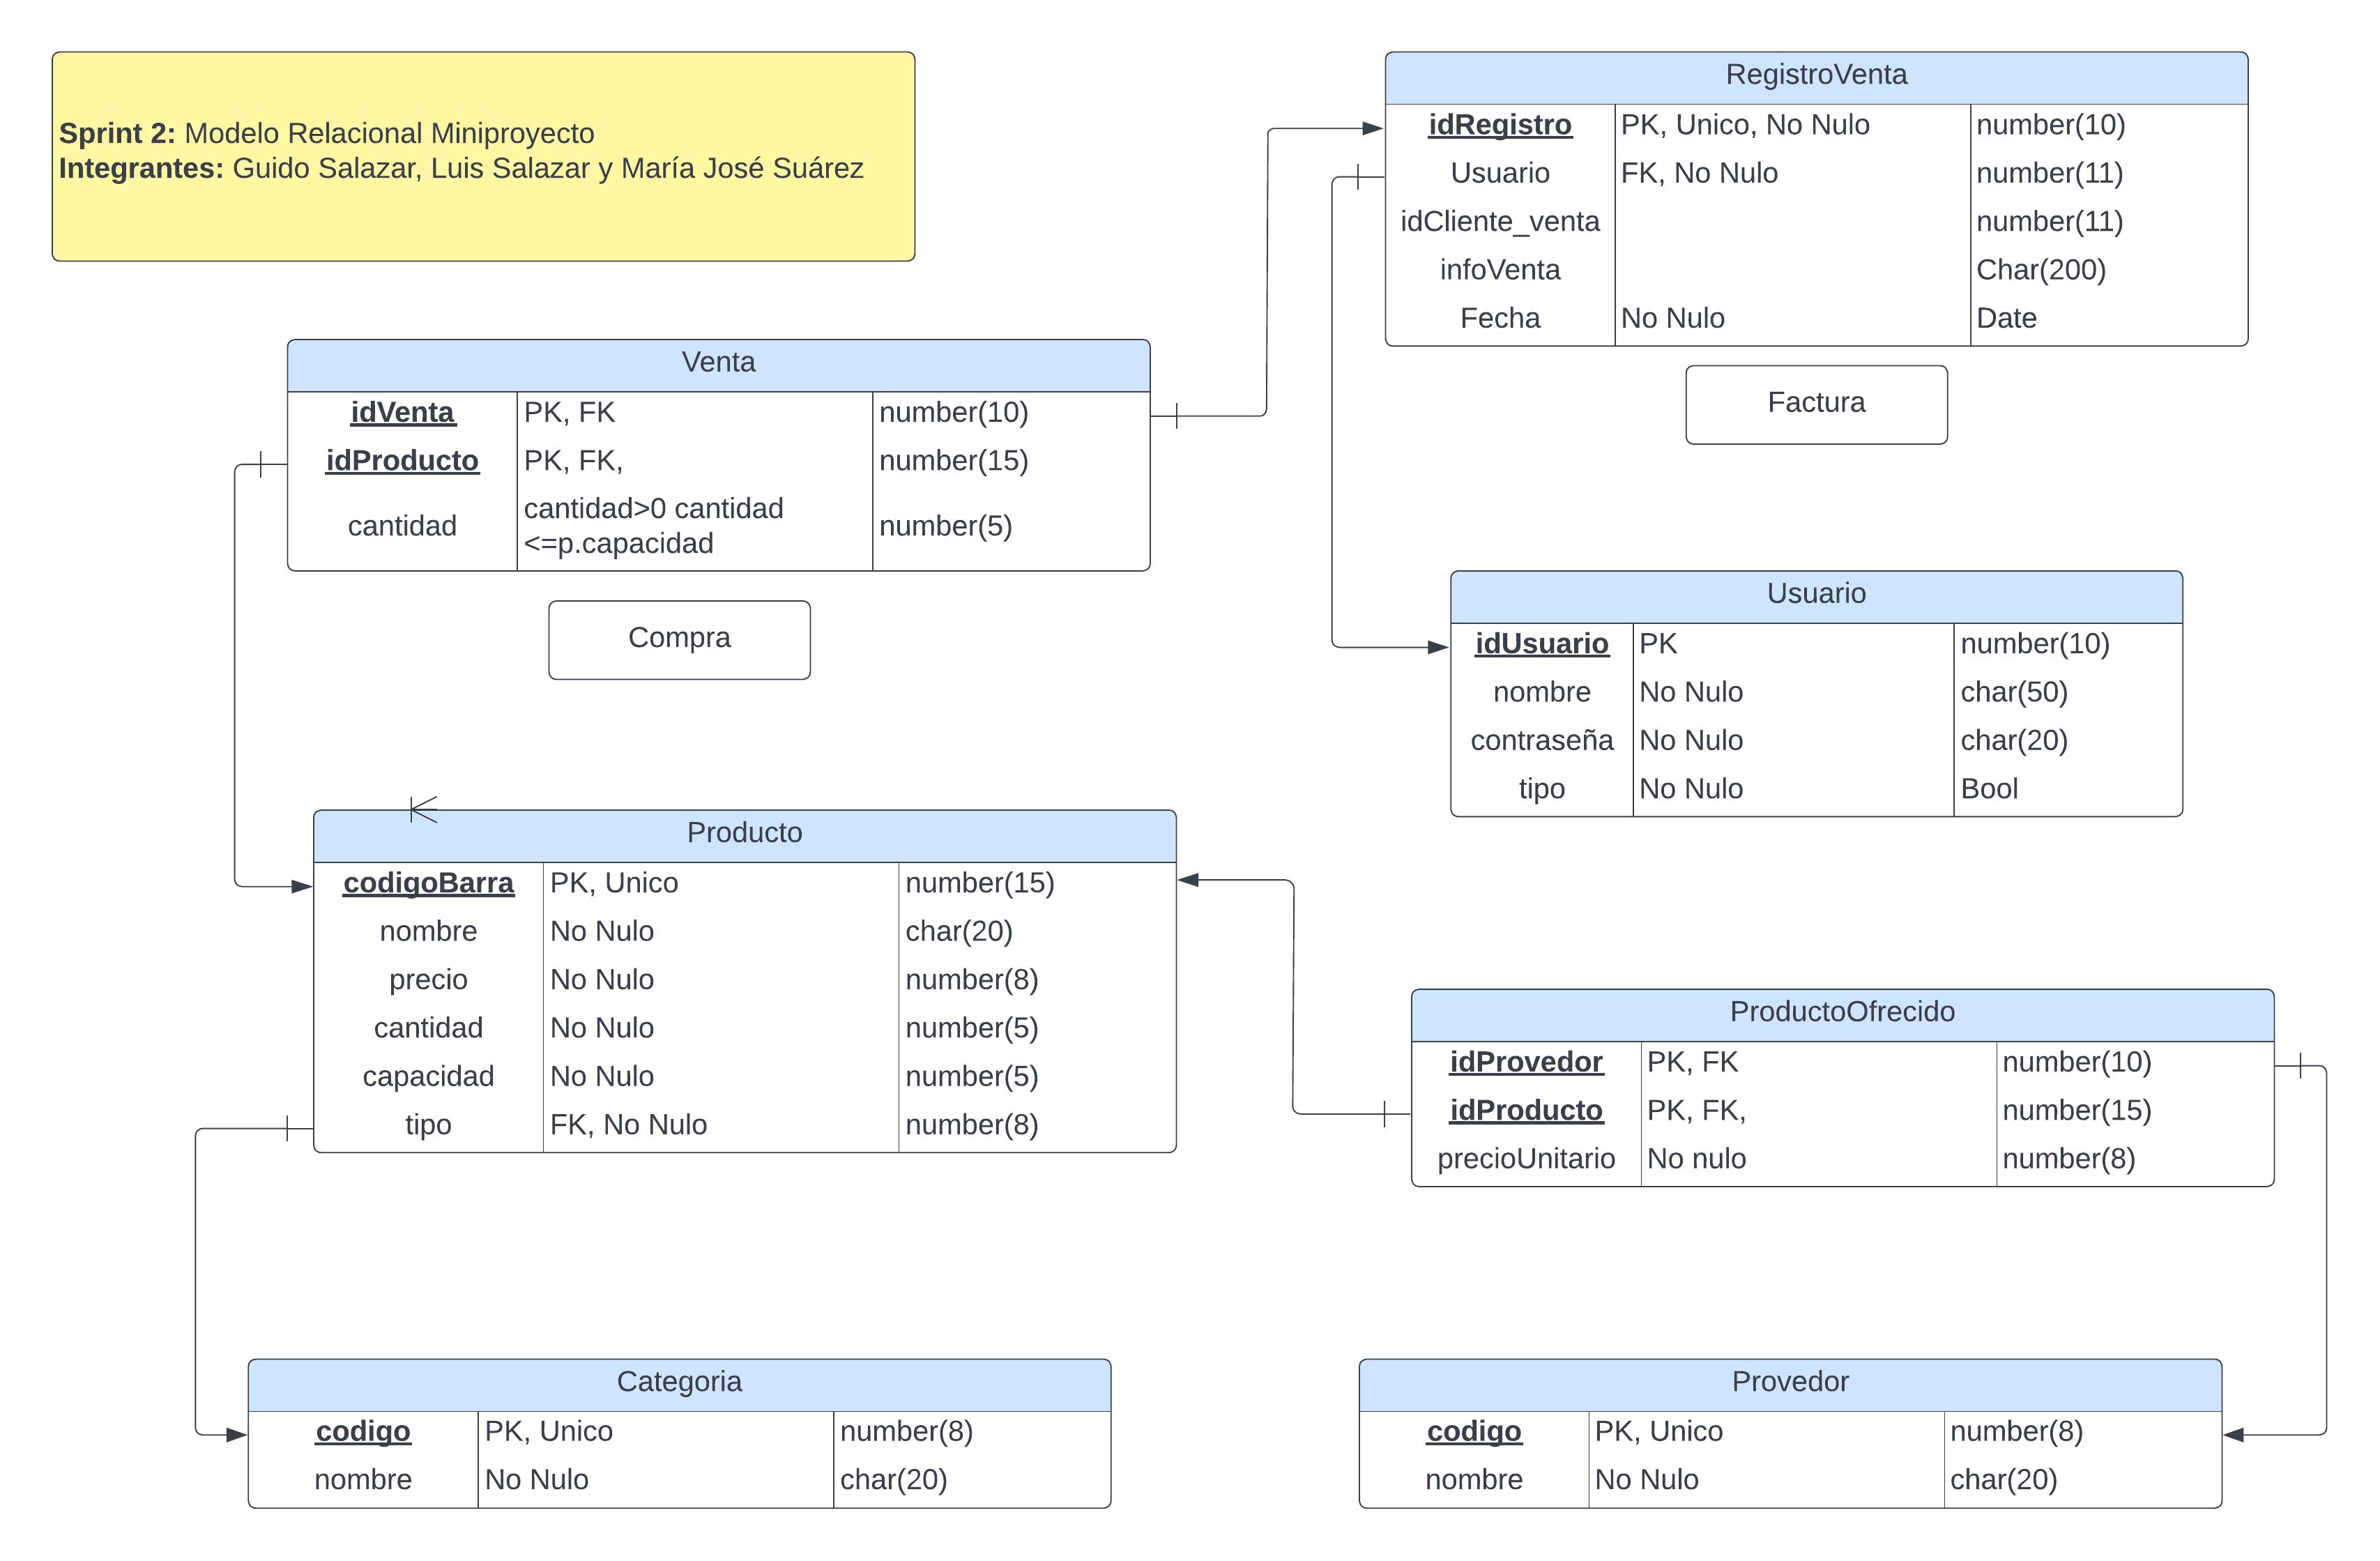 Sprint 2: Modelo Relacional Miniproyecto
Integrantes: Guido Salazar, Luis Salazar y María José Suárez
RegistroVenta
idRegistro PK, Unico, No Nulo number(10)
Usuario FK, No Nulo number(11)
idCliente_venta number(11)
infoVenta Char(200)
Fecha No Nulo Date
Factura
Venta
idVenta PK, FK number(10)
idProducto PK, FK, number(15)
cantidad cantidad>0 cantidad
<=p.capacidad number(5)
Compra
Usuario
idUsuario PK number(10)
nombre No Nulo char(50)
contraseña No Nulo char(20)
tipo No Nulo Bool
Producto
codigoBarra PK, Unico number(15)
nombre No Nulo char(20)
precio No Nulo number(8)
cantidad No Nulo number(5)
capacidad No Nulo number(5)
tipo FK, No Nulo number(8)
ProductoOfrecido
idProvedor PK, FK number(10)
idProducto PK, FK, number(15)
precioUnitario No nulo number(8)
Categoria
codigo PK, Unico number(8)
nombre No Nulo char(20)
Provedor
codigo PK, Unico number(8)
nombre No Nulo char(20)